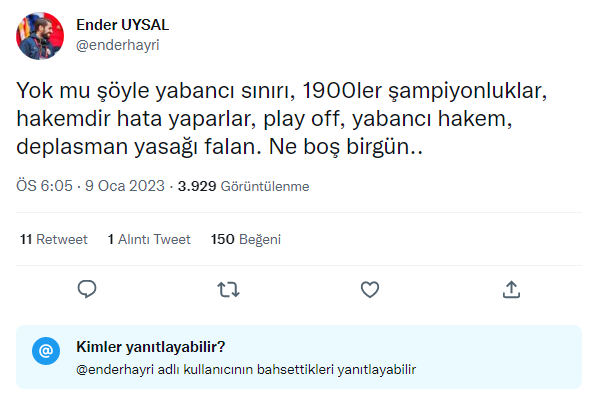 Ender UYSAL
@enderhayri
Yok mu şöyle yabancı sınırı, 1900ler şampiyonluklar,
hakemdir hata yaparlar, play off, yabancı hakem,
deplasman yasağı falan. Ne boş birgün..
ÖS 6:05 · 9 Oca 2023 · 3.929 Görüntülenme
11 Retweet 1 Alıntı Tweet 150 Beğeni
@ Kimler yanıtlayabilir?
@enderhayri adlı kullanıcının bahsettikleri yanıtlayabilir